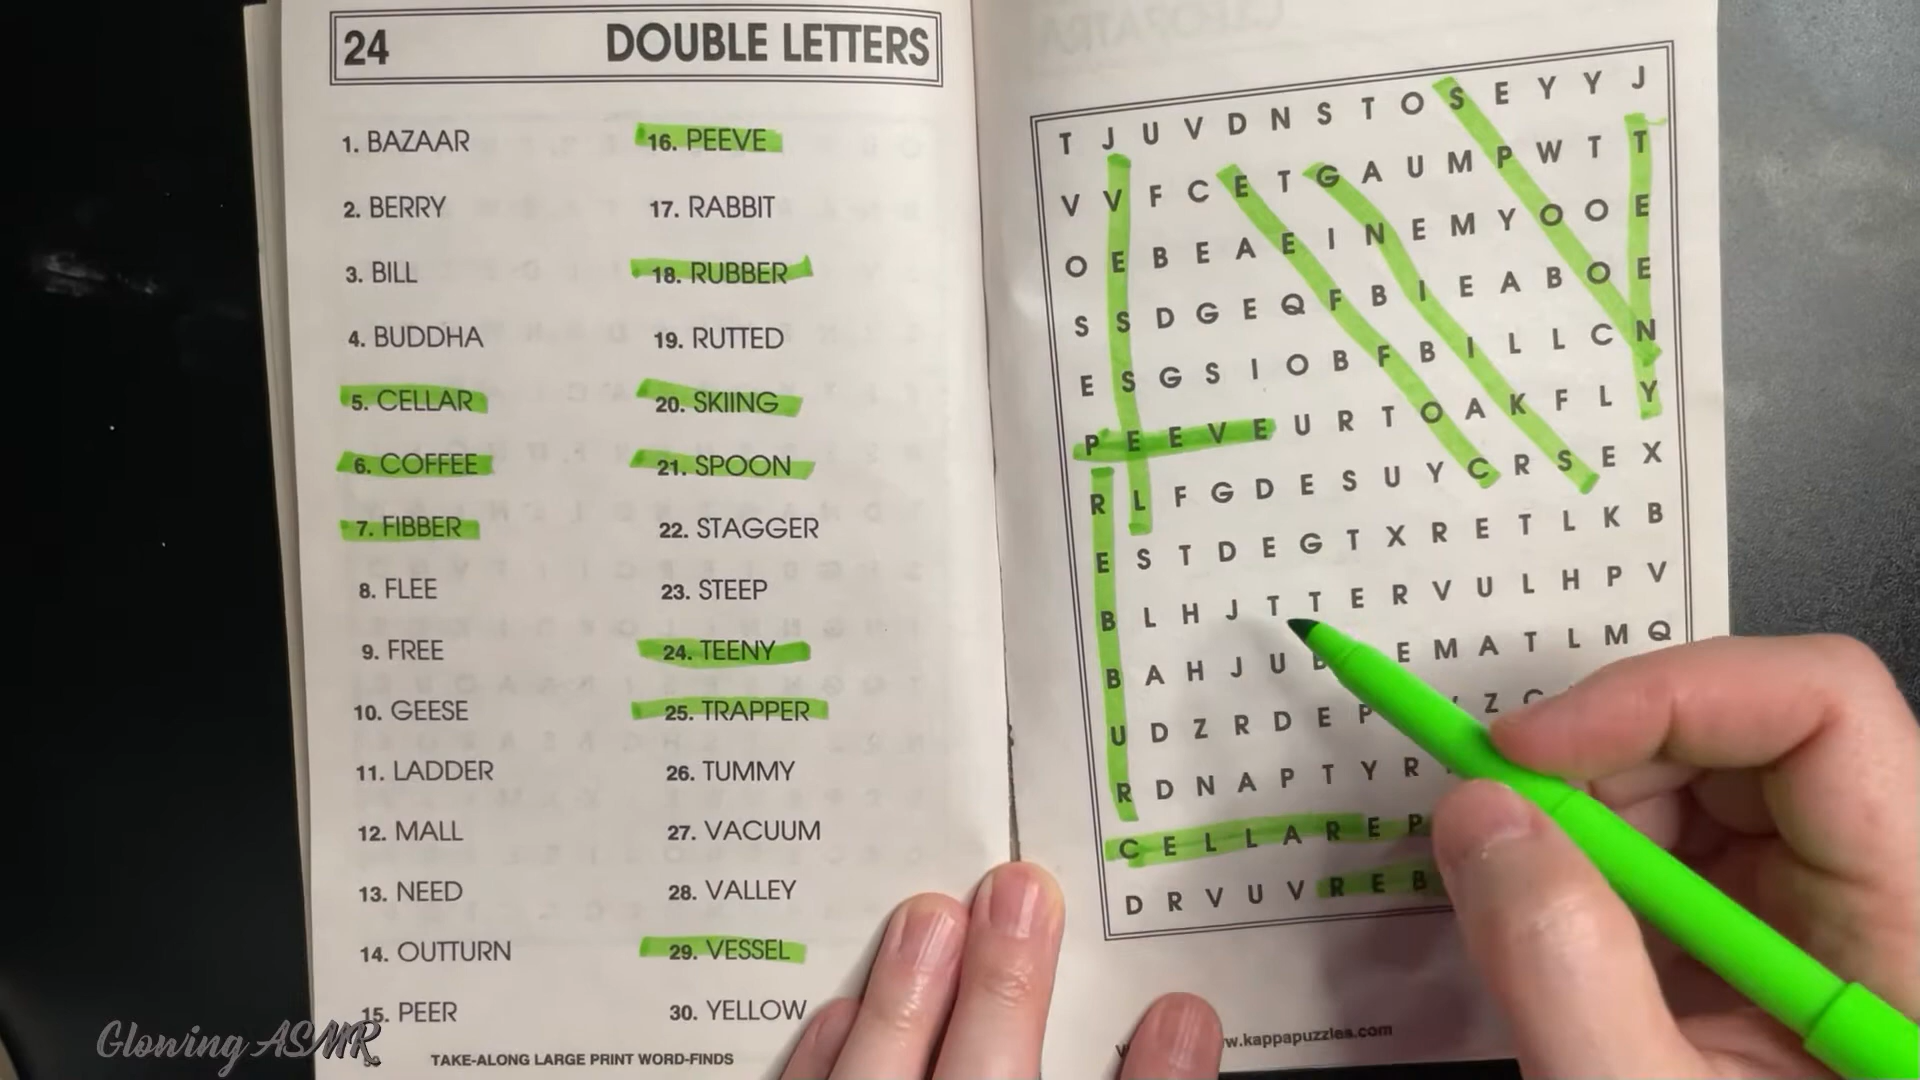 24 DOUBLE LETTERS
1. BAZAAR
2. BERRY
3. BILL
4. BUDDHA
5. CELLAR
6. COFFEE
7. FIBBER
8. FLEE
9. FREE
10. GEESE
11. LADDER
12. MALL
13. NEED
14. OUTTURN
15. PEER
16. PEEVE
17. RABBIT
18. RUBBER
19. RUTTED
20. SKIING
21. SPOON
22. STAGGER
23. STEEP
24. TEENY
25. TRAPPER
26. TUMMY
27. VACUUM
28. VALLEY
29. VESSEL
30. YELLOW
TAKE-ALONG LARGE PRINT WORD-FINDS
Glowing ASMR
T J U V D N S T O S E Y Y J
V V F C E T G A U M P W T T
O E B E A E I N E M Y O O E
S S D G E Q F B I E A B O E
E S G S I O B F B I L L C N
P E E V E U R T O A K F L Y
R L F G D E S U Y C R S E X
E S T D E G T X R E T L K B
B L H J T T E R V U L H P V
B A H J U E M A T L M Q
U D Z R D E P Z
R D N A P T Y R
C E L L A R E P
D R V U V R E B
w.kappapuzzles.com